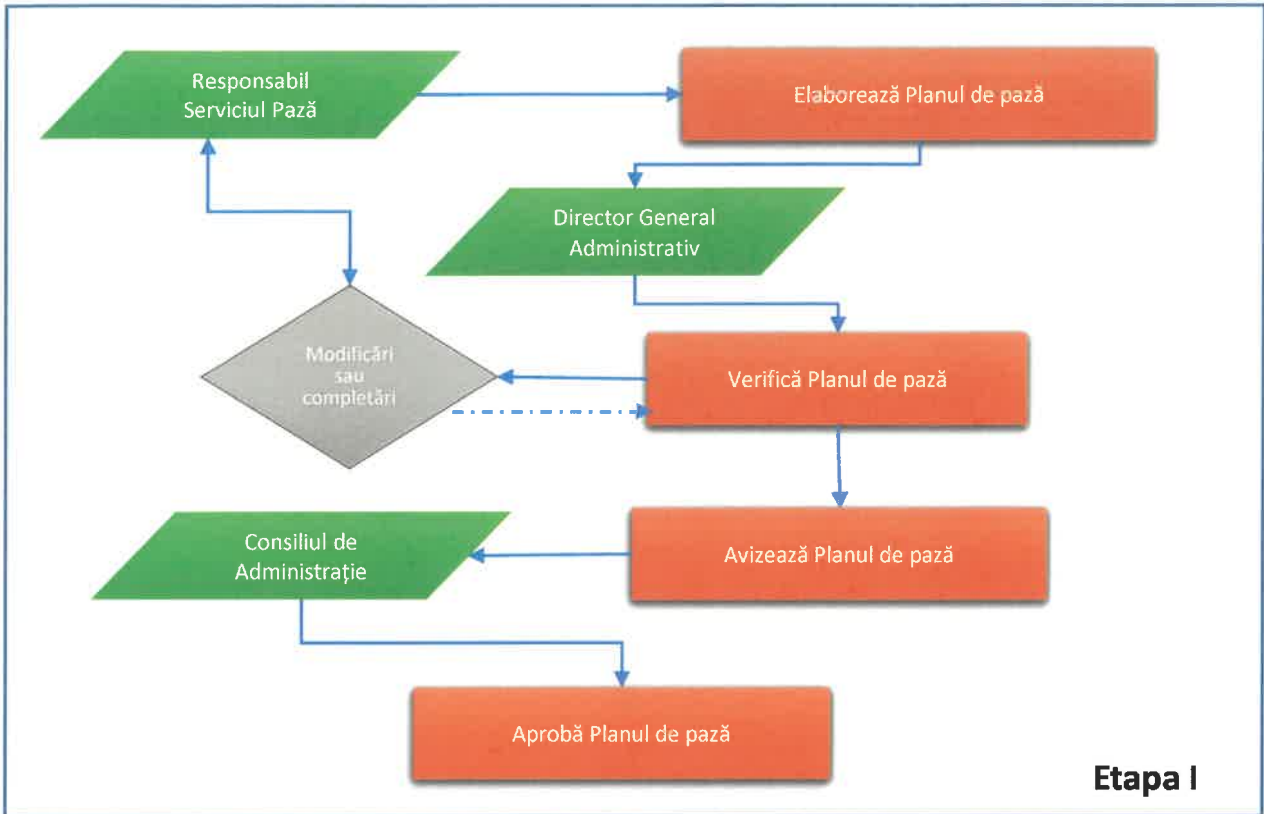 Responsabil
Serviciul Pază
Elaborează Planul de pază
Director General
Administrativ
Modificări
sau
completări
Verifică Planul de pază
Consiliul de
Administrație
Avizează Planul de pază
Aprobă Planul de pază
Etapa I